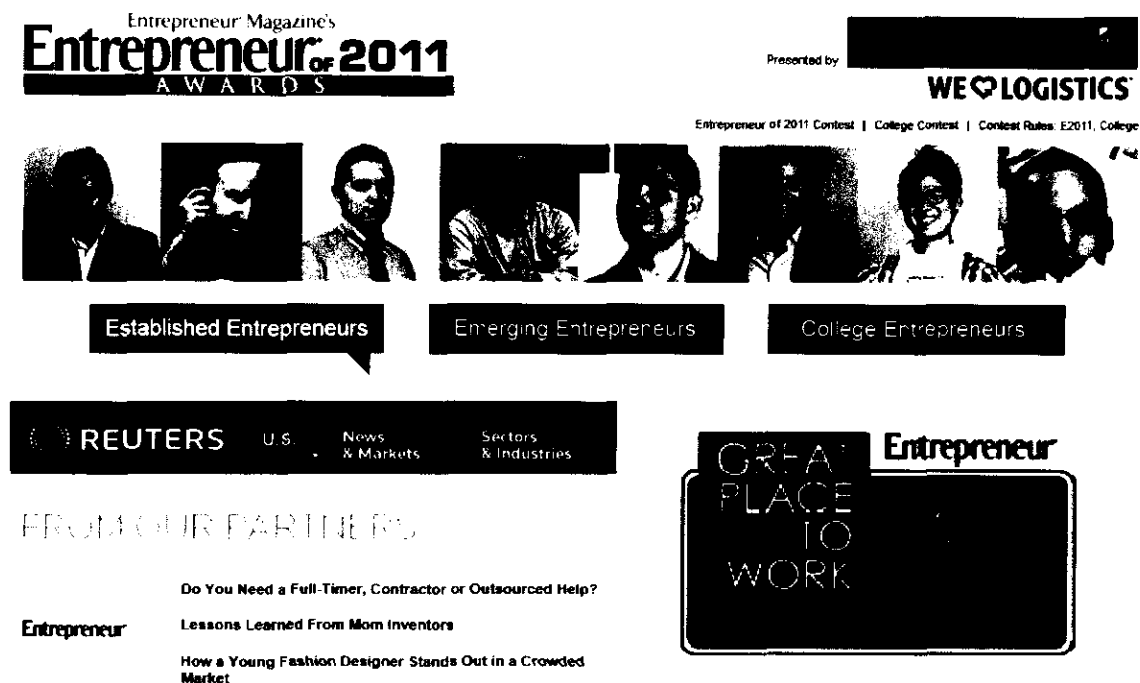 Entrepreneur Magazine's
Entrepreneur OF 2011
AWARDS
Presented by
WE LOGISTICS
Entrepreneur of 2011 Contest | College Contest | Contest Rules: E2011, College
Established Entrepreneurs
Emerging Entrepreneurs
College Entrepreneurs
REUTERS
U.S.
News
& Markets
Sectors
& Industries
FROM OUR PARTNERS
Do You Need a Full-Timer, Contractor or Outsourced Help?
Entrepreneur
Lessons Learned From Mom Inventors
How a Young Fashion Designer Stands Out in a Crowded
Market
GREAT
PLACE
TO
WORK
Entrepreneur